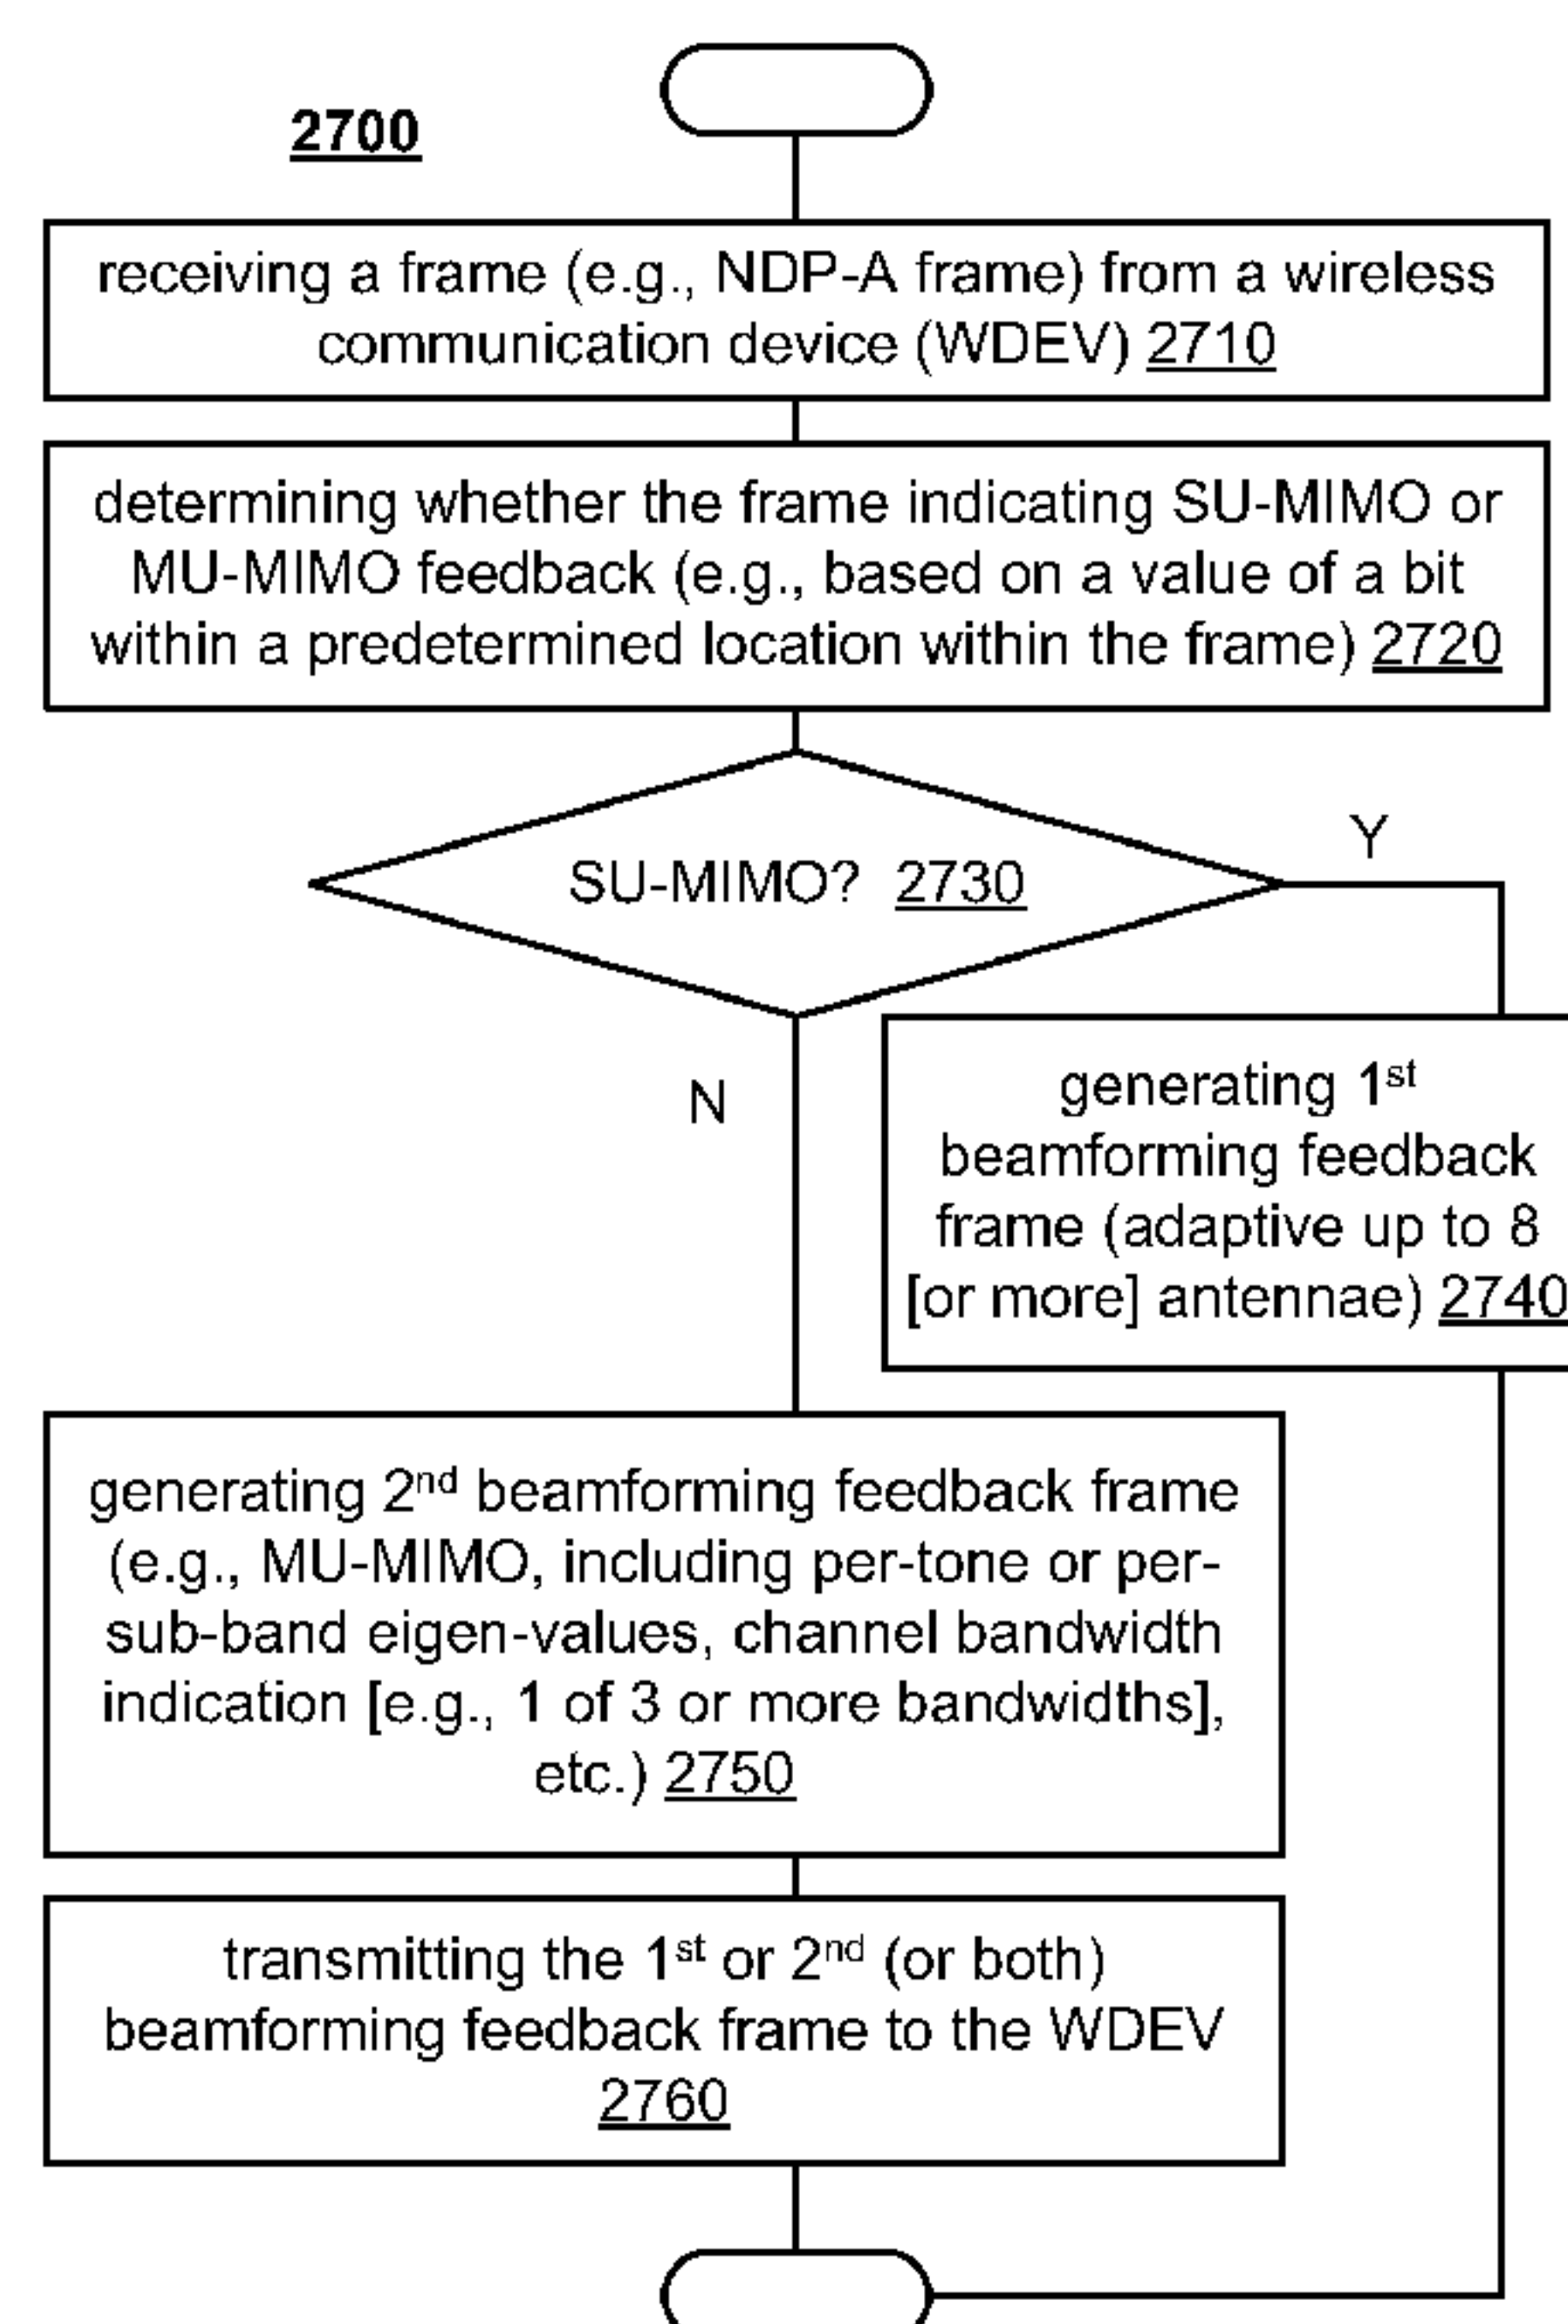 2700
receiving a frame (e.g., NDP-A frame) from a wireless
communication device (WDEV) 2710
determining whether the frame indicating SU-MIMO or
MU-MIMO feedback (e.g., based on a value of a bit
within a predetermined location within the frame) 2720
SU-MIMO? 2730
Y
N
generating 1st
beamforming feedback
frame (adaptive up to 8
[or more] antennae) 2740
generating 2nd beamforming feedback frame
(e.g., MU-MIMO, including per-tone or per-
sub-band eigen-values, channel bandwidth
indication [e.g., 1 of 3 or more bandwidths],
etc.) 2750
transmitting the 1st or 2nd (or both)
beamforming feedback frame to the WDEV
2760